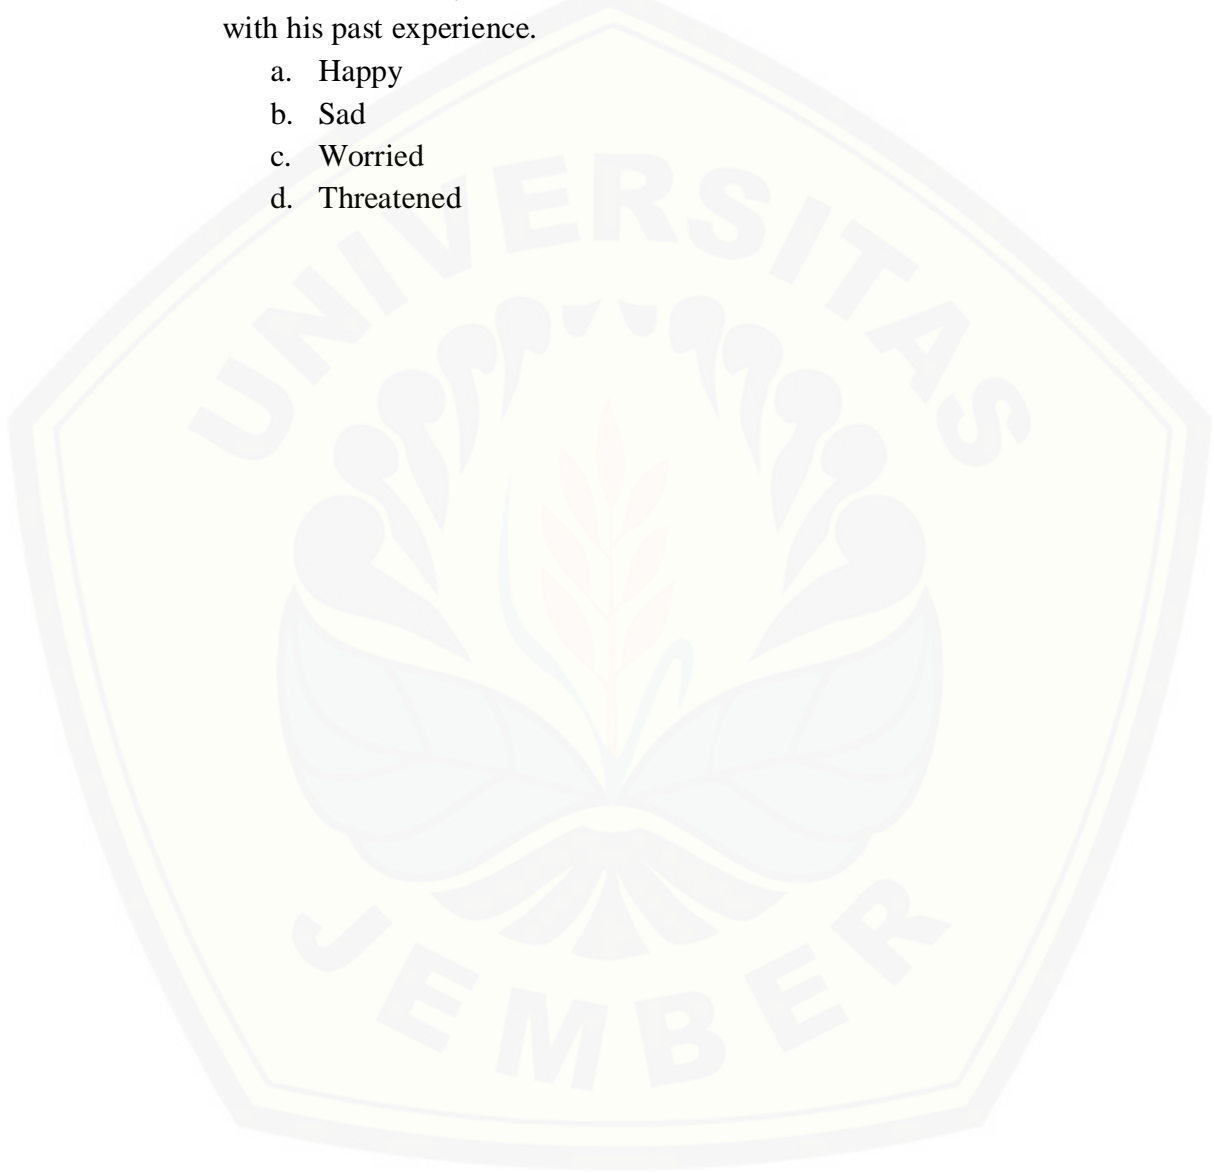 with his past experience.
a. Happy
b. Sad
c. Worried
d. Threatened
UNIVERSITAS
JEMBER